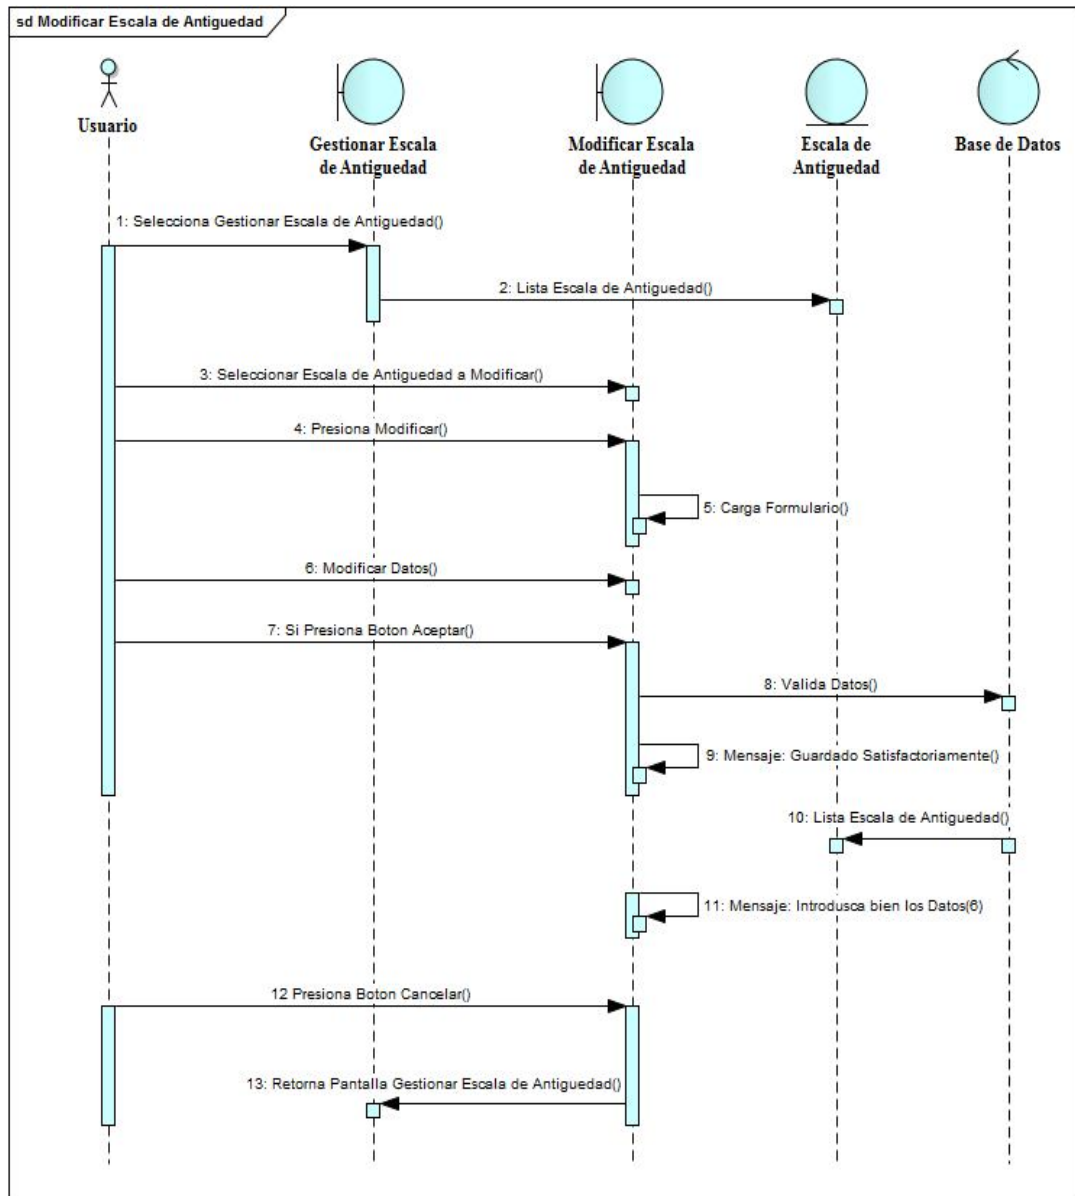 sd Modificar Escala de Antiguedad
Usuario
Gestionar Escala
de Antiguedad
Modificar Escala
de Antiguedad
Escala de
Antiguedad
Base de Datos
1: Selecciona Gestionar Escala de Antiguedad()
2: Lista Escala de Antiguedad()
3: Seleccionar Escala de Antiguedad a Modificar()
4: Presiona Modificar()
5: Carga Formulario()
6: Modificar Datos()
7: Si Presiona Boton Aceptar()
8: Valida Datos()
9: Mensaje: Guardado Satisfactoriamente()
10: Lista Escala de Antiguedad()
11: Mensaje: Introdusca bien los Datos(6)
12 Presiona Boton Cancelar()
13: Retorna Pantalla Gestionar Escala de Antiguedad()